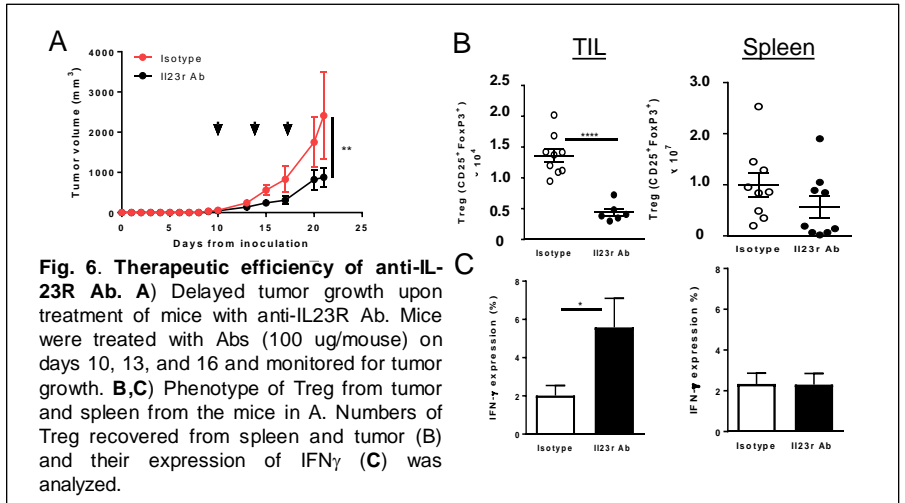 A
Tumor volume (mm³)
4000
3000
2000
1000
0
Isotype
Il23r Ab
**
0 5 10 15 20 25
Days from inoculation
Fig. 6. Therapeutic efficiency of anti-IL-
23R Ab. A) Delayed tumor growth upon
treatment of mice with anti-IL23R Ab. Mice
were treated with Abs (100 ug/mouse) on
days 10, 13, and 16 and monitored for tumor
growth. B,C) Phenotype of Treg from tumor
and spleen from the mice in A. Numbers of
Treg recovered from spleen and tumor (B)
and their expression of IFNγ (C) was
analyzed.
B
TIL
Treg (CD25⁺FoxP3⁺)
10⁴
2.5
2.0
1.5
1.0
0.5
0
****
Isotype Il23r Ab
Spleen
Treg (CD25⁺FoxP3⁺)
x 10⁷
3.0
2.0
1.0
0
Isotype Il23r Ab
C
IFN-γ expression (%)
8
6
4
2
0
*
Isotype Il23r Ab
IFN-γ expression %)
8
6
4
2
0
Isotype Il23r Ab